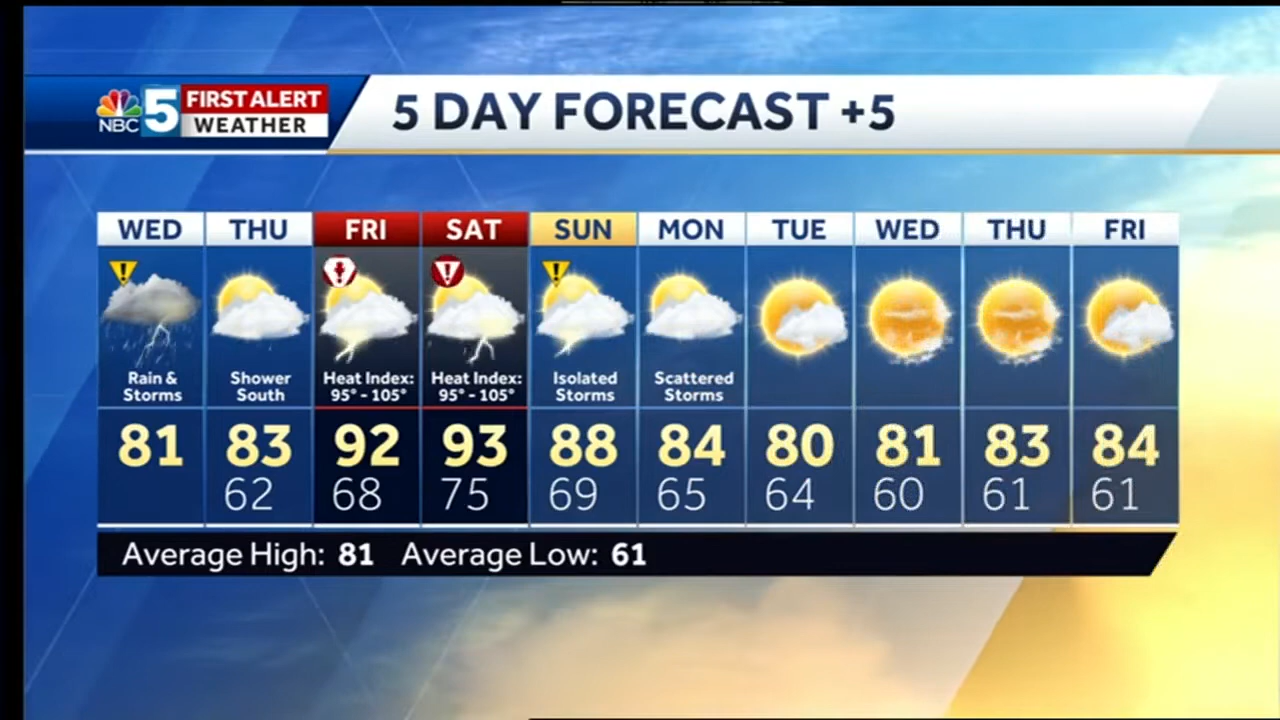 NBC 5 FIRST ALERT WEATHER
5 DAY FORECAST +5
WED THU FRI SAT SUN MON TUE WED THU FRI
! ! ! !
Rain & Shower Heat Index: Heat Index: Isolated Scattered
Storms South 95° - 105° 95° - 105° Storms Storms
81 83 92 93 88 84 80 81 83 84
62 68 75 69 65 64 60 61 61
Average High: 81 Average Low: 61